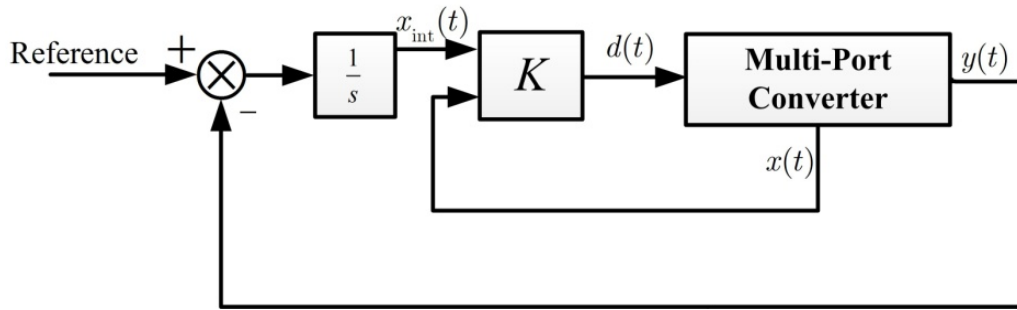 Reference
+
−
1
s
x_int(t)
K
d(t)
Multi-Port
Converter
y(t)
x(t)